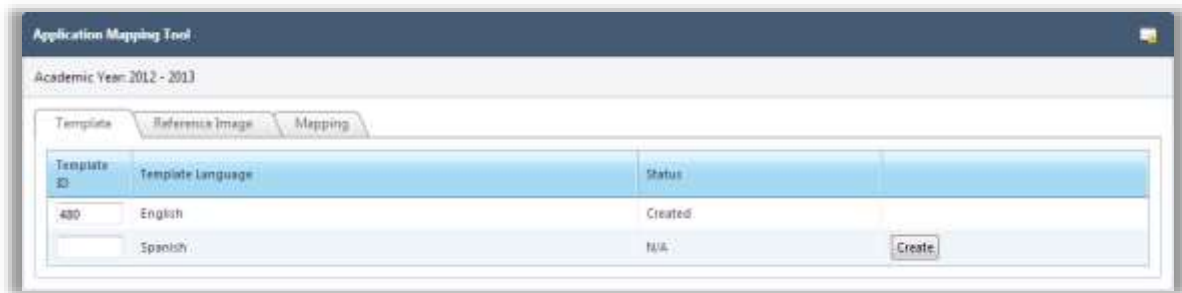 Application Mapping Tool
Academic Year: 2012 - 2013
Template Reference Image Mapping
Template ID Template Language Status
480 English Created
Spanish N/A Create